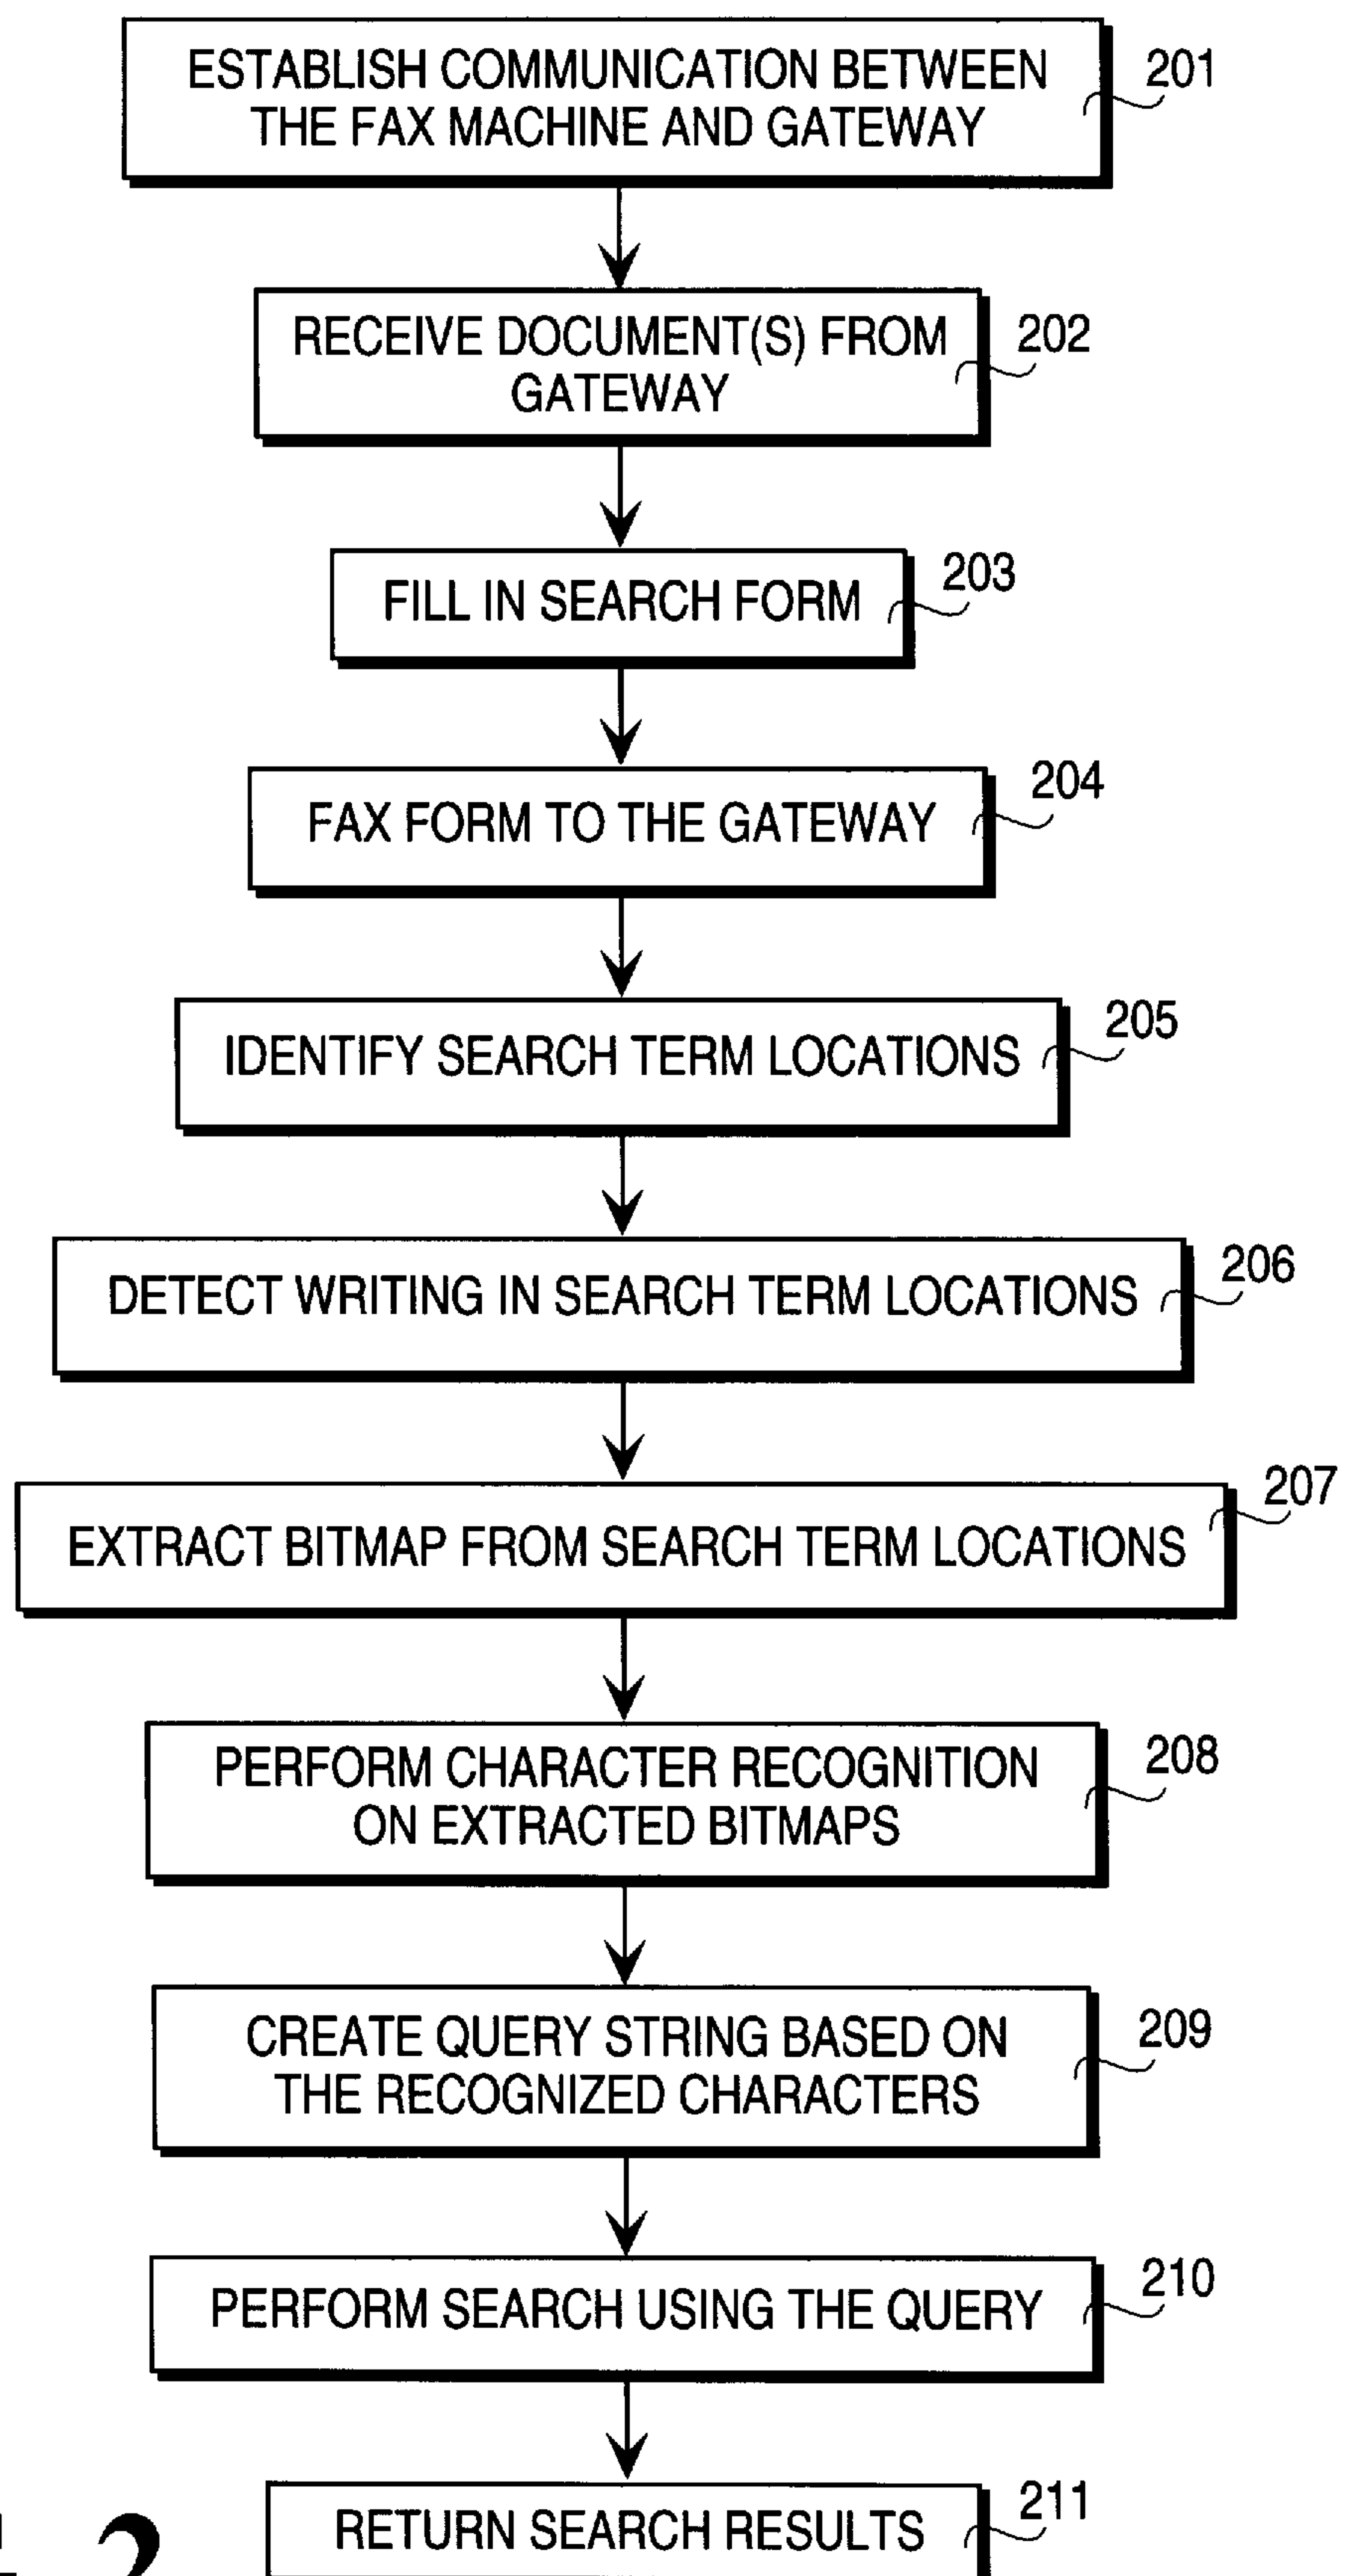 ESTABLISH COMMUNICATION BETWEEN
THE FAX MACHINE AND GATEWAY
201
RECEIVE DOCUMENT(S) FROM
GATEWAY
202
FILL IN SEARCH FORM
203
FAX FORM TO THE GATEWAY
204
IDENTIFY SEARCH TERM LOCATIONS
205
DETECT WRITING IN SEARCH TERM LOCATIONS
206
EXTRACT BITMAP FROM SEARCH TERM LOCATIONS
207
PERFORM CHARACTER RECOGNITION
ON EXTRACTED BITMAPS
208
CREATE QUERY STRING BASED ON
THE RECOGNIZED CHARACTERS
209
PERFORM SEARCH USING THE QUERY
210
RETURN SEARCH RESULTS
211
2